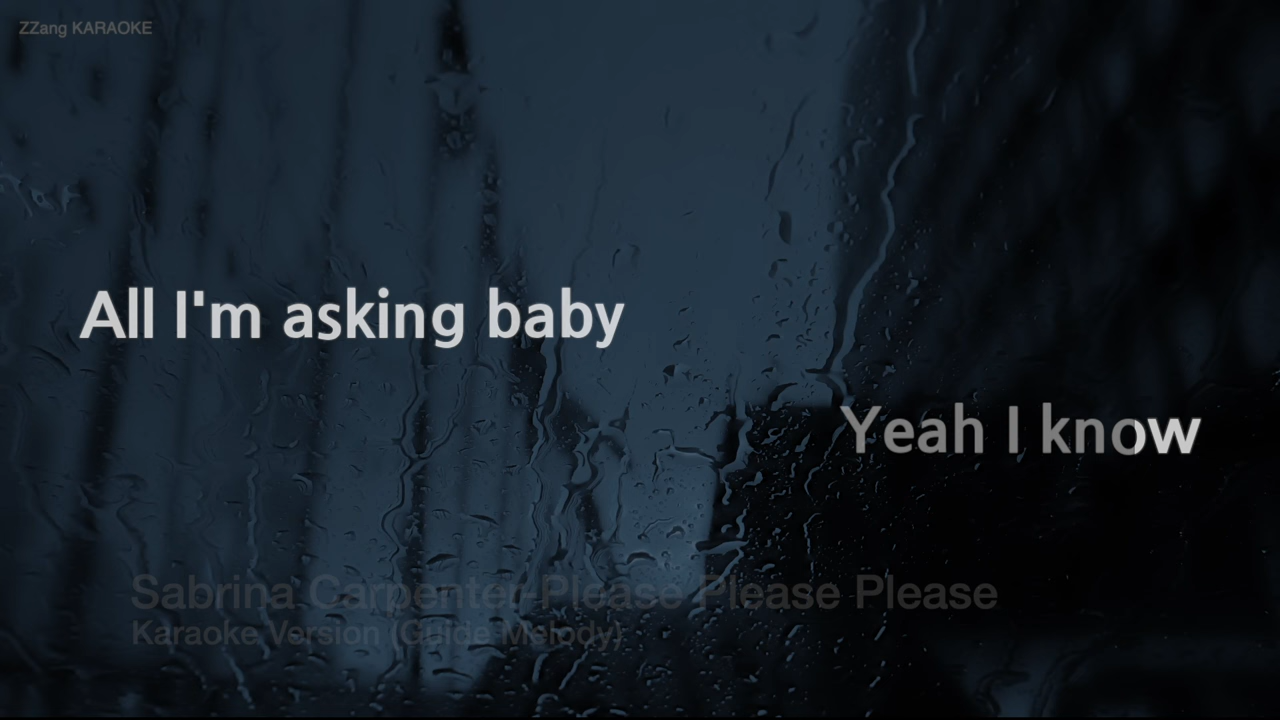 ZZang KARAOKE
All I'm asking baby
Yeah I know
Sabrina Carpenter-Please Please Please
Karaoke Version (Guide Melody)